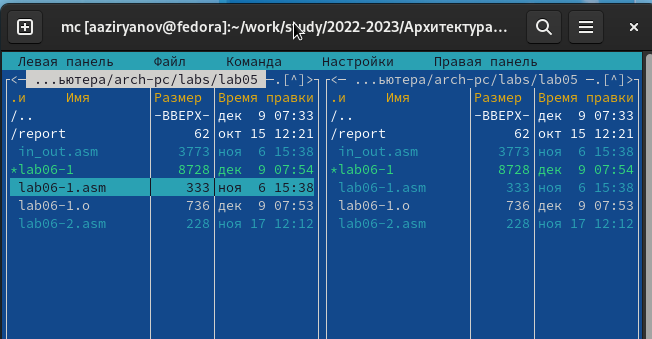 mc [aaziryanov@fedora]:~/work/study/2022-2023/Архитектура...
Левая панель Файл Команда Настройки Правая панель
<— ...ьютера/arch-pc/labs/lab05 —.[^]> <— ...ьютера/arch-pc/labs/lab05 —.[^]>
.и Имя Размер Время правки .и Имя Размер Время правки
/.. -ВВЕРХ- дек 9 07:33 /.. -ВВЕРХ- дек 9 07:33
/report 62 окт 15 12:21 /report 62 окт 15 12:21
in_out.asm 3773 ноя 6 15:38 in_out.asm 3773 ноя 6 15:38
*lab06-1 8728 дек 9 07:54 *lab06-1 8728 дек 9 07:54
lab06-1.asm 333 ноя 6 15:38 lab06-1.asm 333 ноя 6 15:38
lab06-1.o 736 дек 9 07:53 lab06-1.o 736 дек 9 07:53
lab06-2.asm 228 ноя 17 12:12 lab06-2.asm 228 ноя 17 12:12